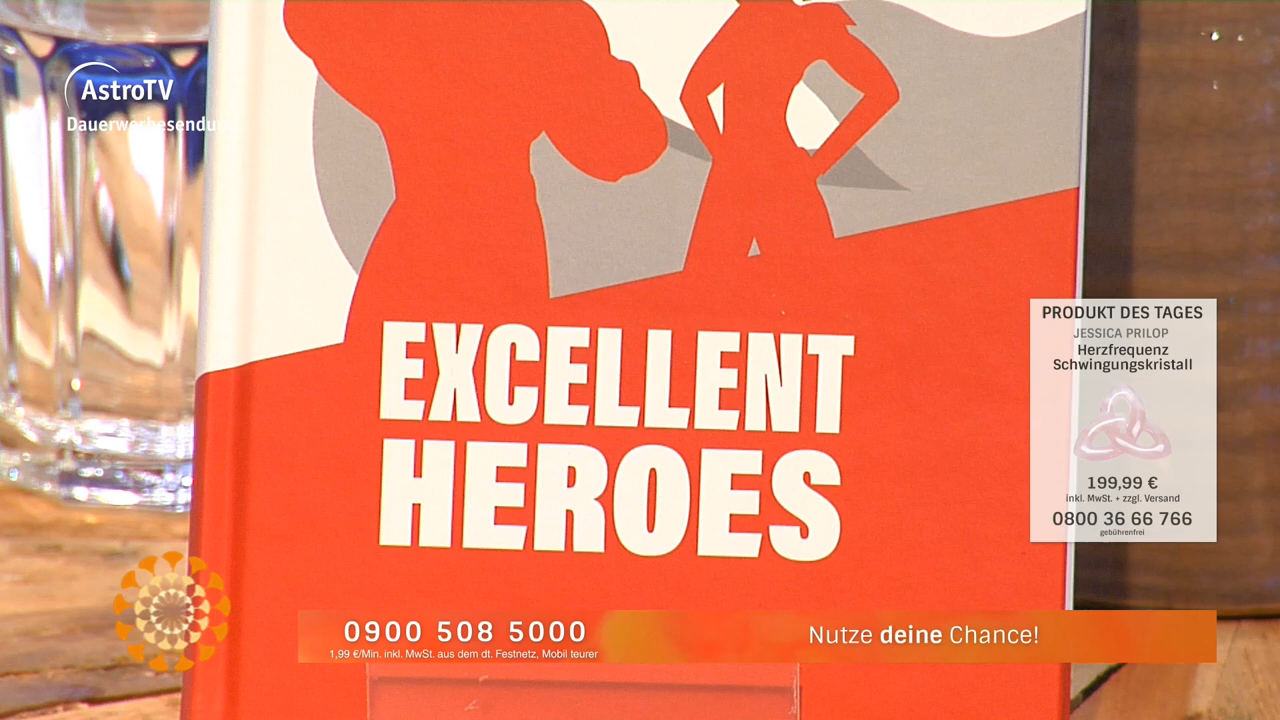 AstroTV
Dauerwerbesendung
EXCELLENT
HEROES
PRODUKT DES TAGES
JESSICA PRILOP
Herzfrequenz
Schwingungskristall
199,99 €
inkl. MwSt. + zzgl. Versand
0800 36 66 766
gebührenfrei
0900 508 5000
1,99 €/Min. inkl. MwSt. aus dem dt. Festnetz, Mobil teurer
Nutze deine Chance!